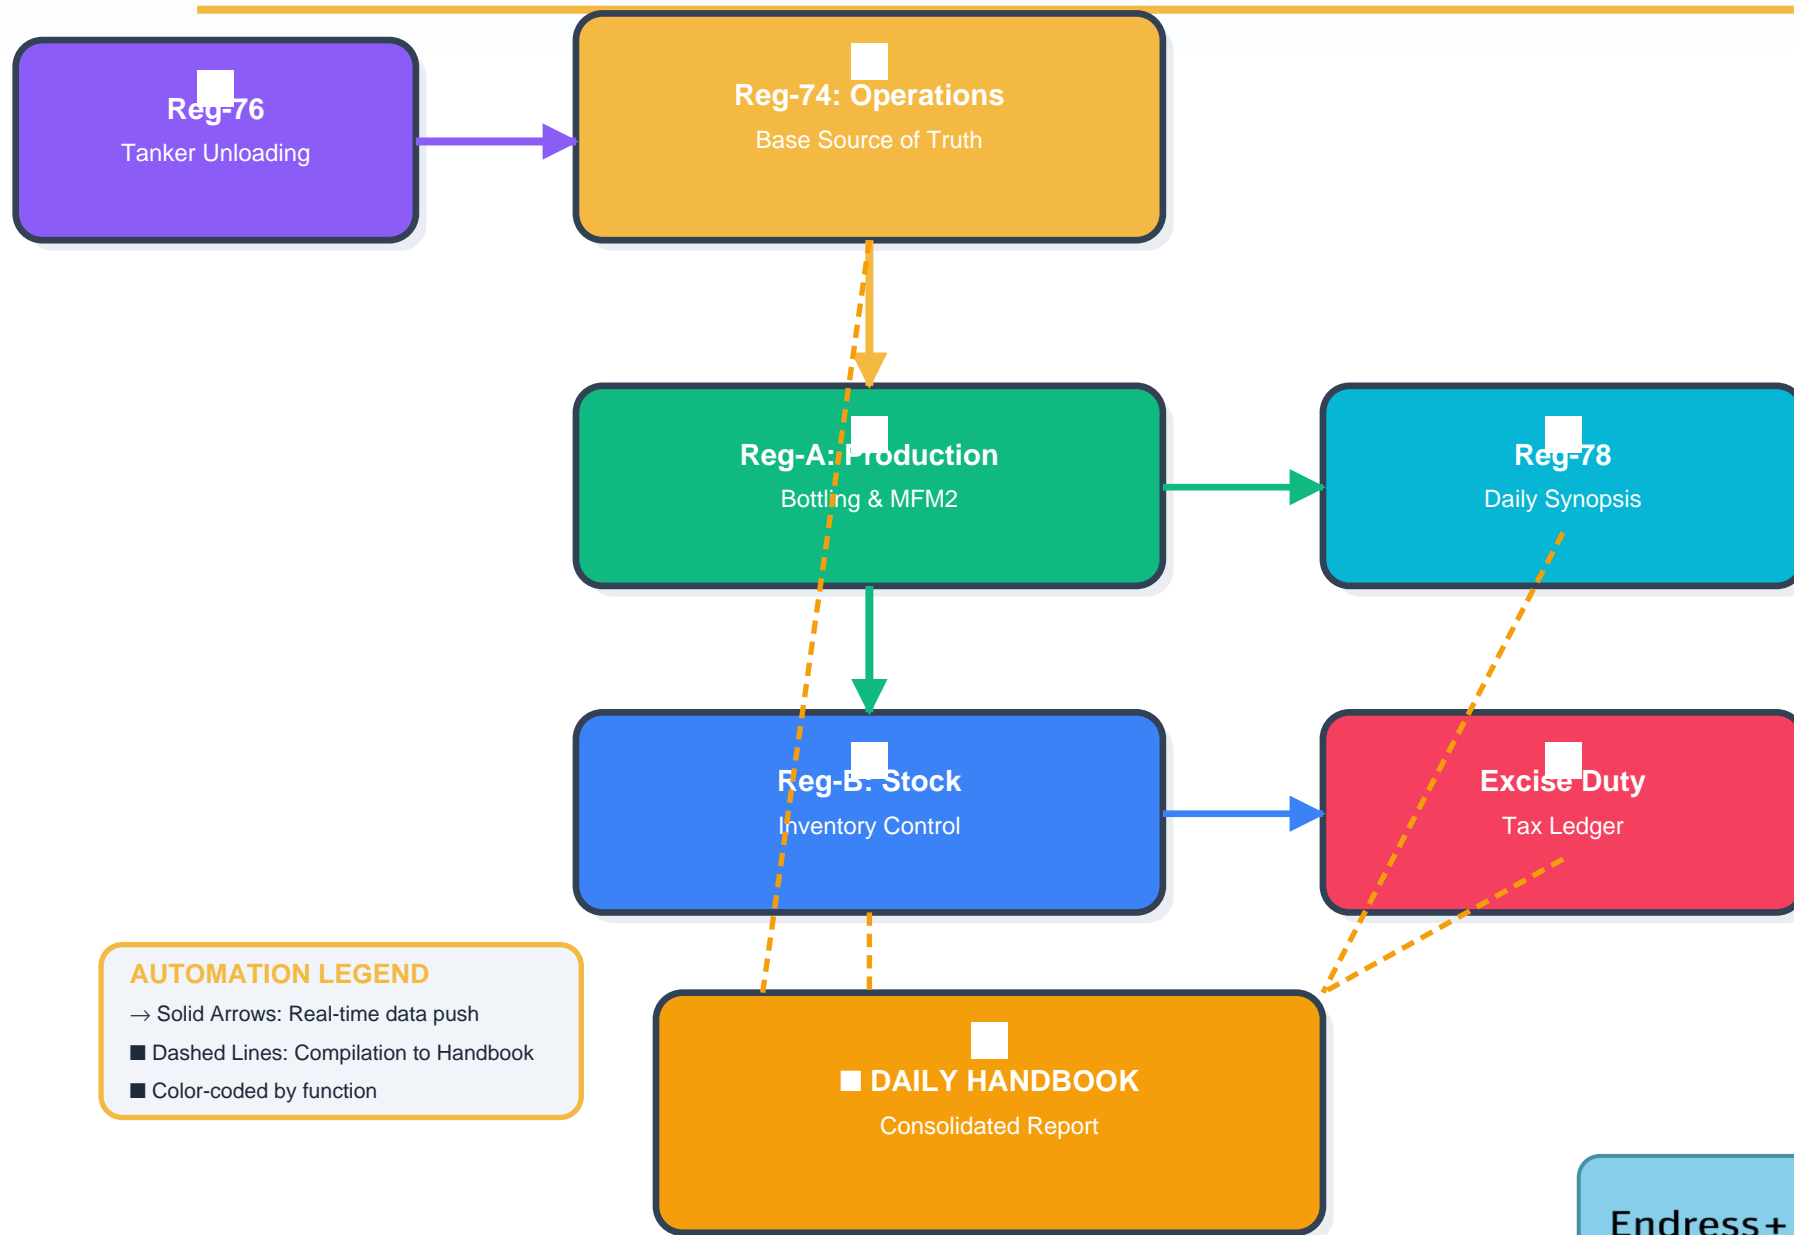 Reg-76
Tanker Unloading
Reg-74: Operations
Base Source of Truth
Reg-A: Production
Bottling & MFM2
Reg-78
Daily Synopsis
Reg-B: Stock
Inventory Control
Excise Duty
Tax Ledger
AUTOMATION LEGEND
→ Solid Arrows: Real-time data push
■ Dashed Lines: Compilation to Handbook
■ Color-coded by function
■ DAILY HANDBOOK
Consolidated Report
Endress+